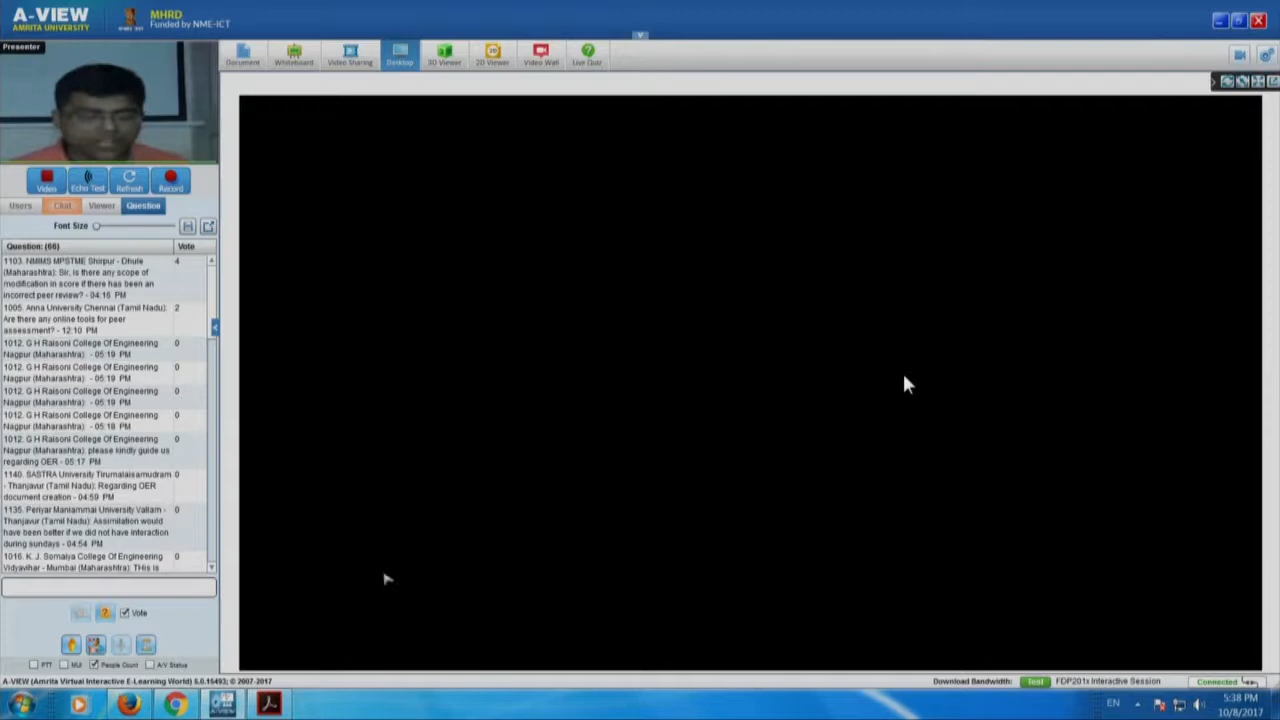 A-VIEW
AMRITA UNIVERSITY
MHRD
Funded by NME-ICT
Presenter
Document
Whiteboard
Video Sharing
Desktop
3D Viewer
2D Viewer
Video Wall
Live Quiz
Video
Echo Test
Refresh
Record
Users
Chat
Viewer
Question
Font Size
Question: (66)
Vote
1103. NMIMS MPSTME Shirpur - Dhule
4
(Maharashtra): Sir, is there any scope of
modification in score if there has been an
incorrect peer review? - 04:16 PM
1005. Anna University Chennai (Tamil Nadu):
2
Are there any online tools for peer
assessment? - 12:10 PM
1012. G H Raisoni College Of Engineering
0
Nagpur (Maharashtra): - 05:19 PM
1012. G H Raisoni College Of Engineering
0
Nagpur (Maharashtra): - 05:19 PM
1012. G H Raisoni College Of Engineering
0
Nagpur (Maharashtra): - 05:19 PM
1012. G H Raisoni College Of Engineering
0
Nagpur (Maharashtra): - 05:18 PM
1012. G H Raisoni College Of Engineering
0
Nagpur (Maharashtra): please kindly guide us
regarding OER - 05:17 PM
1140. SASTRA University Tirumalaisamudram
0
- Thanjavur (Tamil Nadu): Regarding OER
document creation - 04:59 PM
1135. Periyar Maniammai University Vallam -
0
Thanjavur (Tamil Nadu): Assimilation would
have been better if we did not have interaction
during sundays - 04:54 PM
1016. K. J. Somaiya College Of Engineering
0
Vidyavihar - Mumbai (Maharashtra): THis is
Vote
PTT
MUI
People Count
A/V Status
A-VIEW (Amrita Virtual Interactive E-Learning World) 5.0.15493; © 2007-2017
Download Bandwidth:
Test
FDP201x Interactive Session
Connected
A-VIEW
EN
5:38 PM
10/8/2017